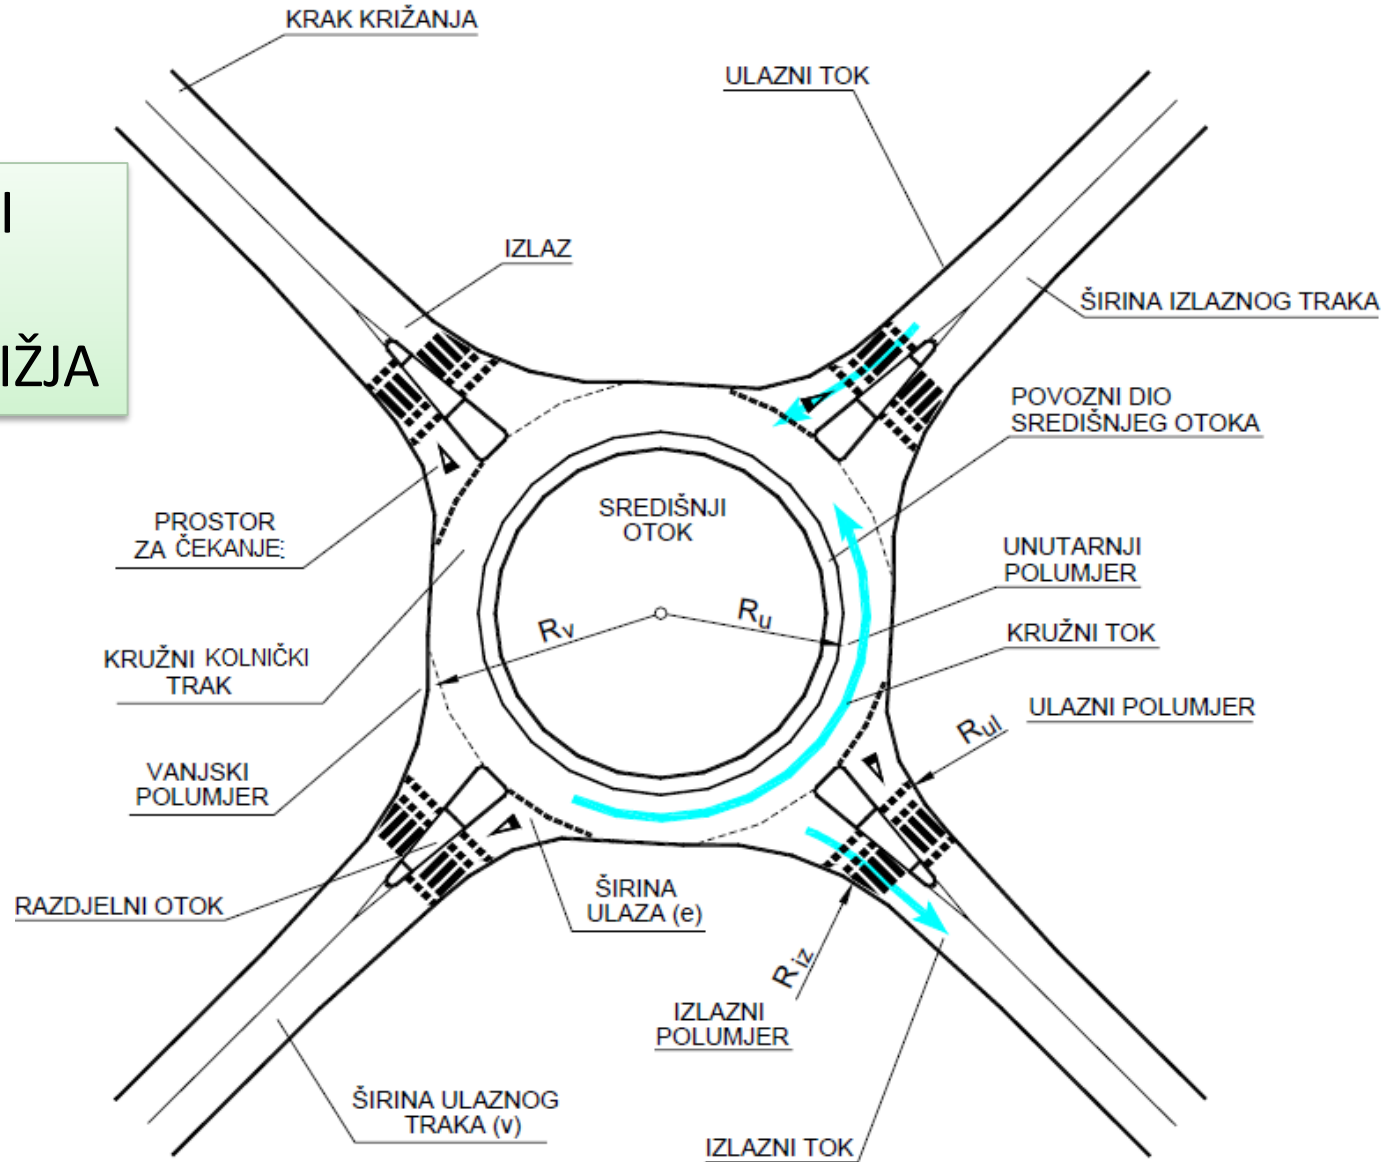 KRAK KRIŽANJA
ULAZNI TOK
I
IŽJA
IZLAZ
ŠIRINA IZLAZNOG TRAKA
POVOZNI DIO
SREDIŠNJEG OTOKA
SREDIŠNJI
OTOK
PROSTOR
ZA ČEKANJE:
UNUTARNJI
POLUMJER
Rv
Ru
KRUŽNI TOK
KRUŽNI KOLNIČKI
TRAK
ULAZNI POLUMJER
Rul
VANJSKI
POLUMJER
RAZDJELNI OTOK
ŠIRINA
ULAZA (e)
Riz
IZLAZNI
POLUMJER
ŠIRINA ULAZNOG
TRAKA (v)
IZLAZNI TOK